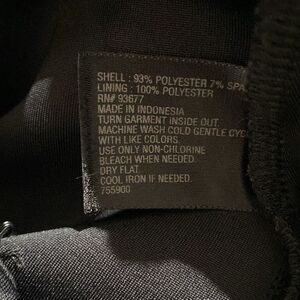 SHELL : 93% POLYESTER 7% SPA
LINING : 100% POLYESTER
RN# 93677
MADE IN INDONESIA
TURN GARMENT INSIDE OUT.
MACHINE WASH COLD GENTLE CYC
WITH LIKE COLORS.
USE ONLY NON-CHLORINE
BLEACH WHEN NEEDED.
DRY FLAT.
COOL IRON IF NEEDED.
755900